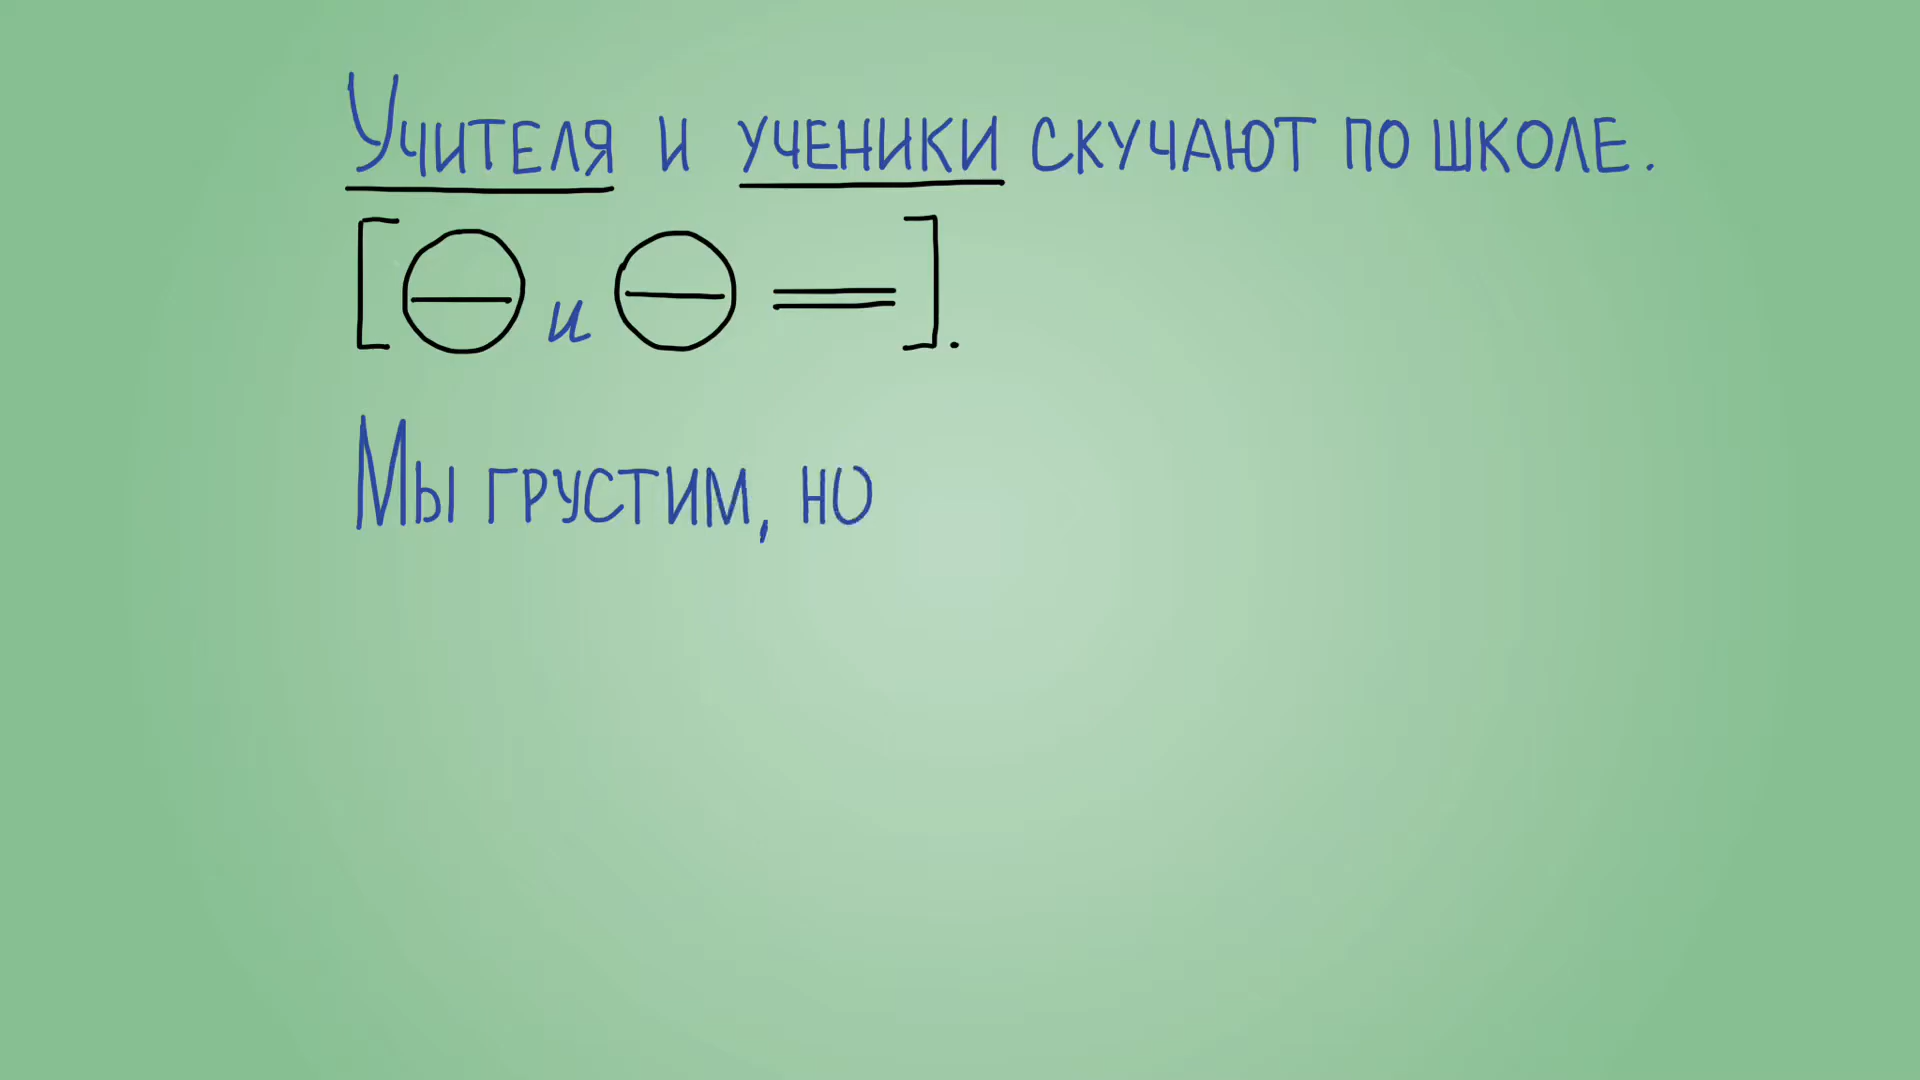 Учителя и ученики скучают по школе.
[ и ].
Мы грустим, но